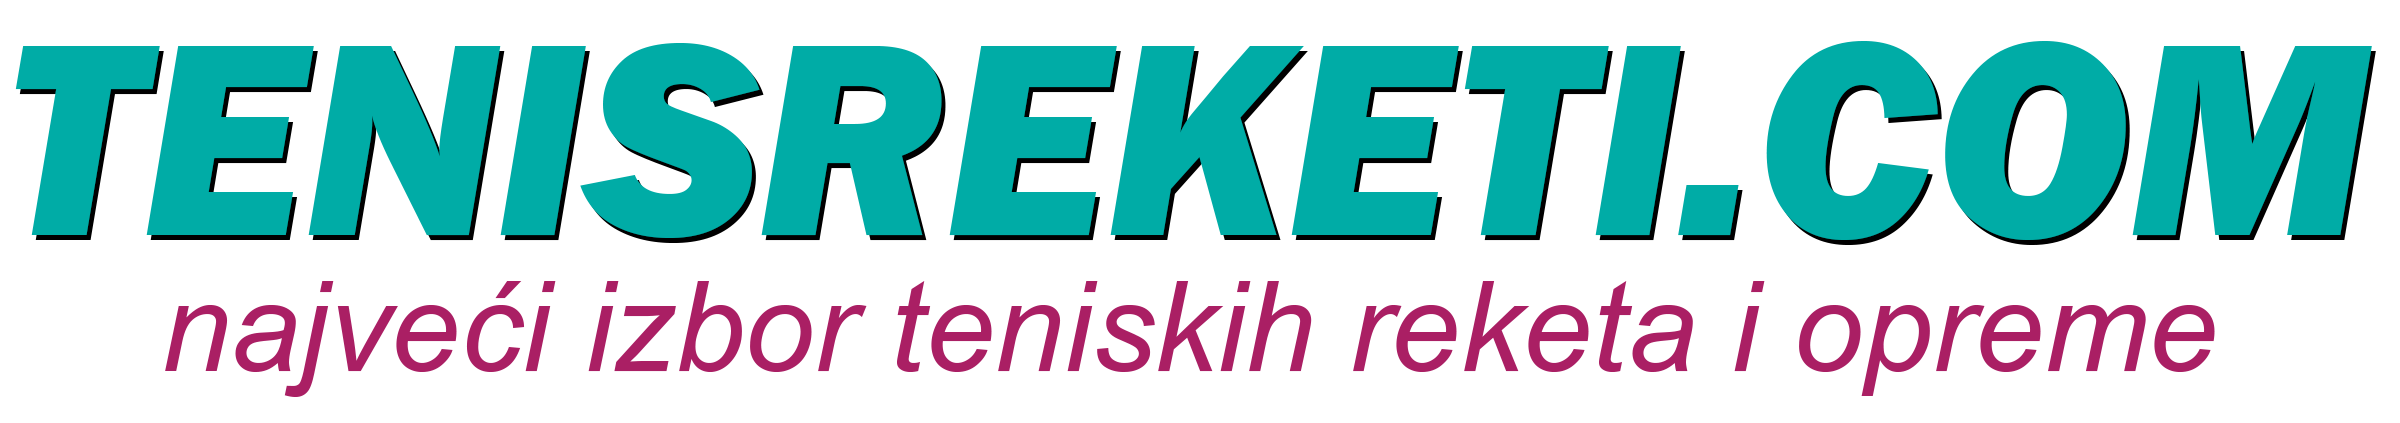 TENISREKETI.COM
najveći izbor teniskih reketa i opreme